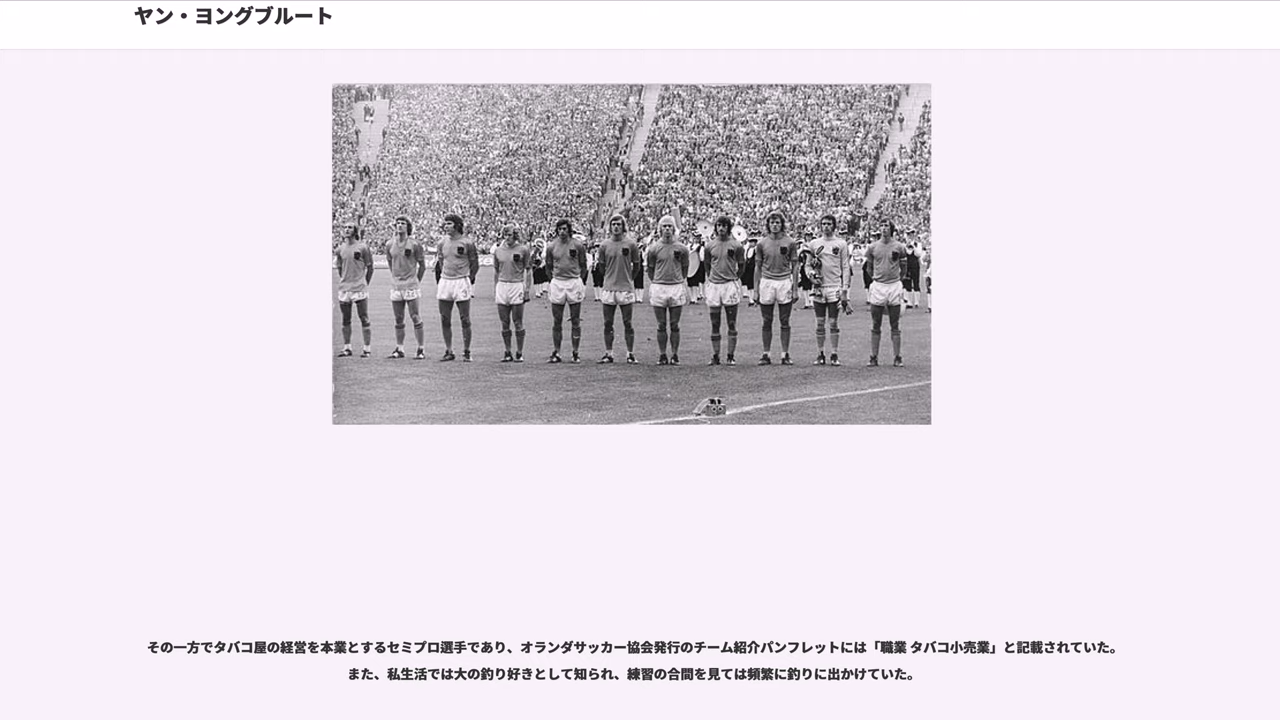 ヤン・ヨングブルート
その一方でタバコ屋の経営を本業とするセミプロ選手であり、オランダサッカー協会発行のチーム紹介パンフレットには「職業 タバコ小売業」と記載されていた。
また、私生活では大の釣り好きとして知られ、練習の合間を見ては頻繁に釣りに出かけていた。